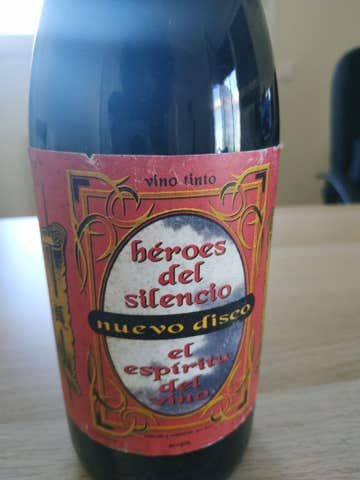 vino tinto
héroes
del
silencio
nuevo disco
el
espíritu
del
vino